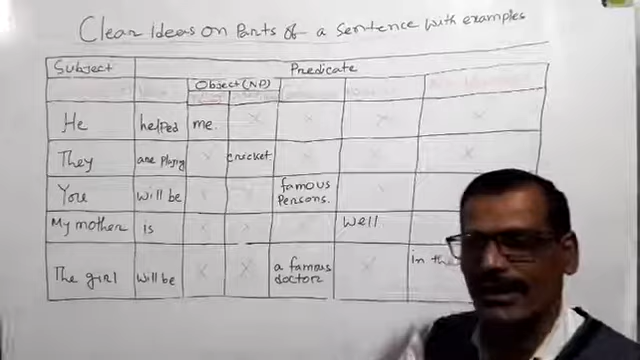 Clear Ideas on Parts of a Sentence with examples
Subject Predicate
Object(NP)
He helped me. x x x x
They are playing x cricket. x x x
You will be x x famous Persons. x
My mother is x x x well
The girl will be x x a famous doctor x in the